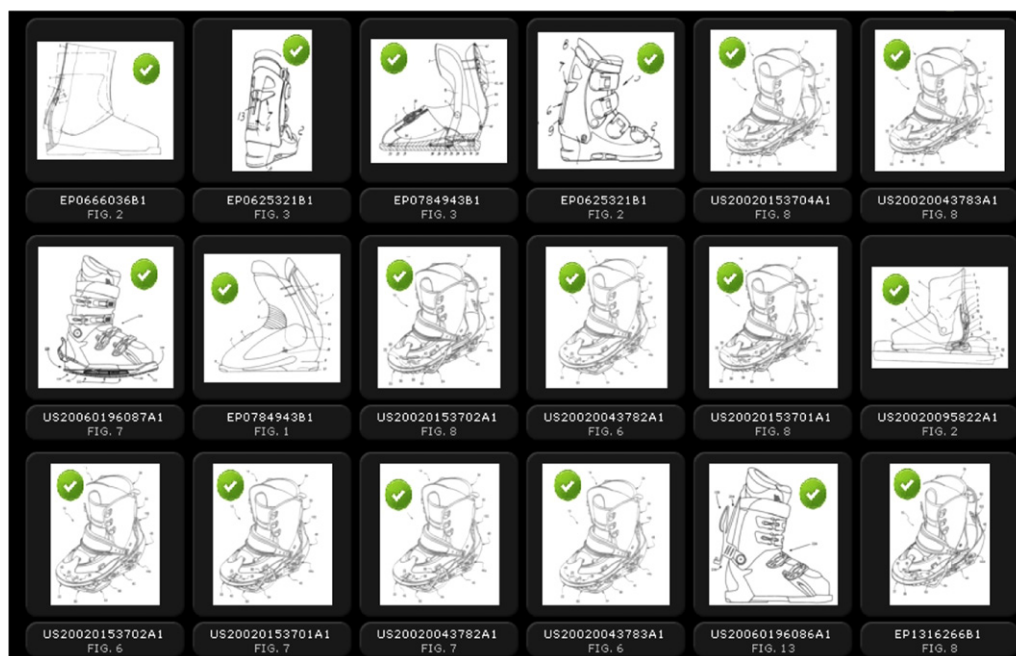 EP0666036B1
FIG. 2
EP0625321B1
FIG. 3
EP0784943B1
FIG. 3
EP0625321B1
FIG. 2
US20020153704A1
FIG. 8
US20020043783A1
FIG. 8
US20060196087A1
FIG. 7
EP0784943B1
FIG. 1
US20020153702A1
FIG. 8
US20020043782A1
FIG. 6
US20020153701A1
FIG. 8
US20020095822A1
FIG. 2
US20020153702A1
FIG. 6
US20020153701A1
FIG. 7
US20020043782A1
FIG. 7
US20020043783A1
FIG. 6
US20060196086A1
FIG. 13
EP1316266B1
FIG. 8